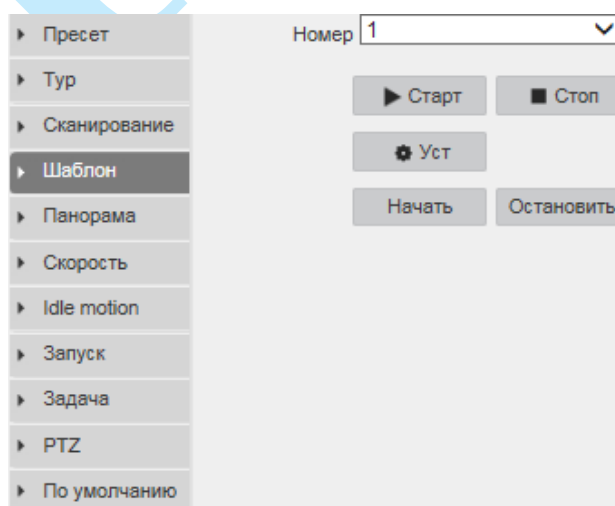 Пресет
Тур
Сканирование
Шаблон
Панорама
Скорость
Idle motion
Запуск
Задача
PTZ
По умолчанию
Номер 1
Старт Стоп
Уст
Начать Остановить